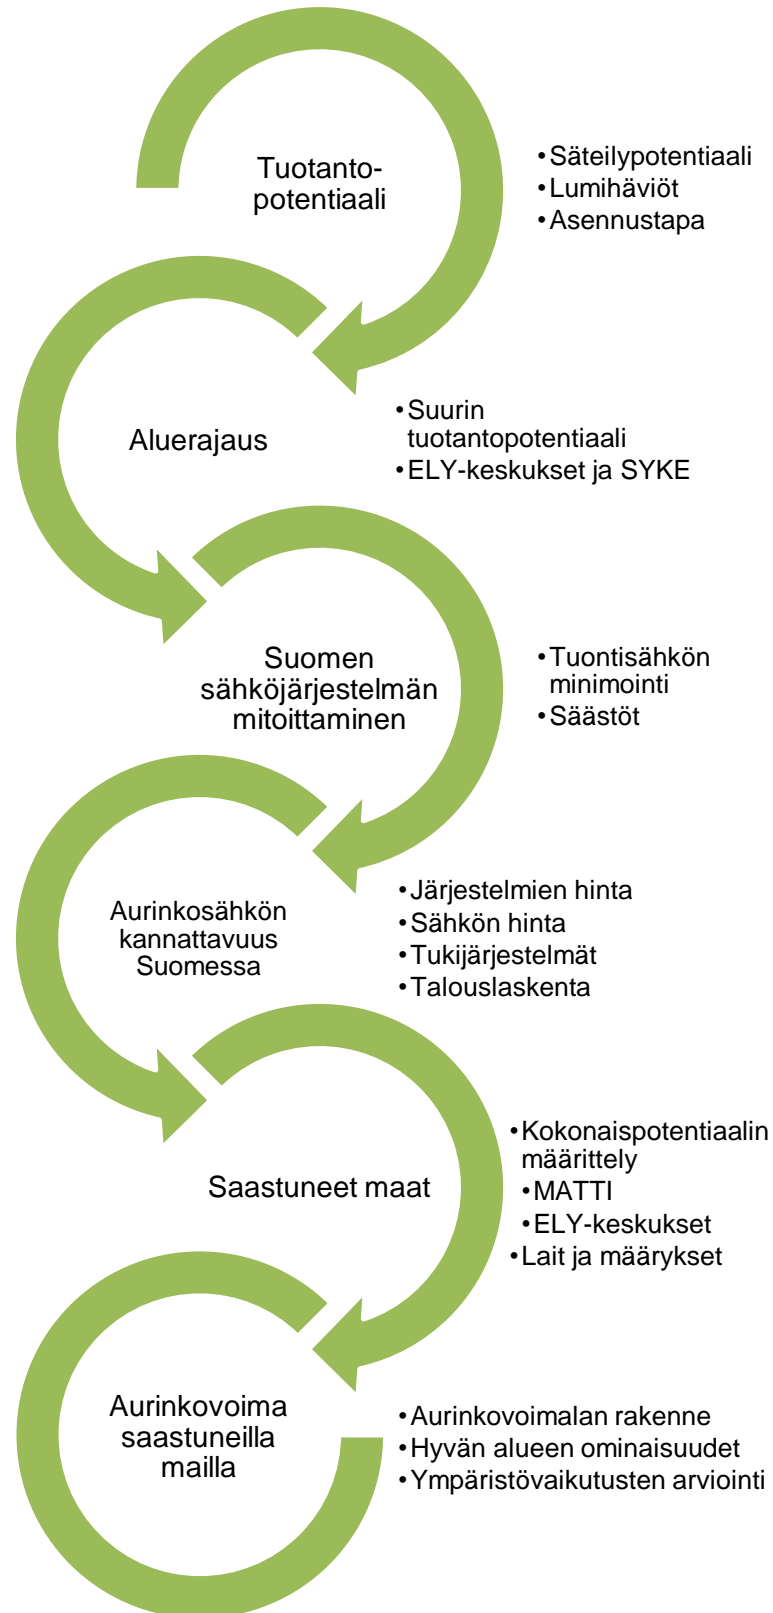 Tuotanto-
potentiaali
•Säteilypotentiaali
•Lumihäviöt
•Asennustapa
Aluerajaus
•Suurin
tuotantopotentiaali
•ELY-keskukset ja SYKE
Suomen
sähköjärjestelmän
mitoittaminen
•Tuontisähkön
minimointi
•Säästöt
Aurinkosähkön
kannattavuus
Suomessa
•Järjestelmien hinta
•Sähkön hinta
•Tukijärjestelmät
•Talouslaskenta
Saastuneet maat
•Kokonaispotentiaalin
määrittely
•MATTI
•ELY-keskukset
•Lait ja määrykset
Aurinkovoima
saastuneilla
mailla
•Aurinkovoimalan rakenne
•Hyvän alueen ominaisuudet
•Ympäristövaikutusten arviointi